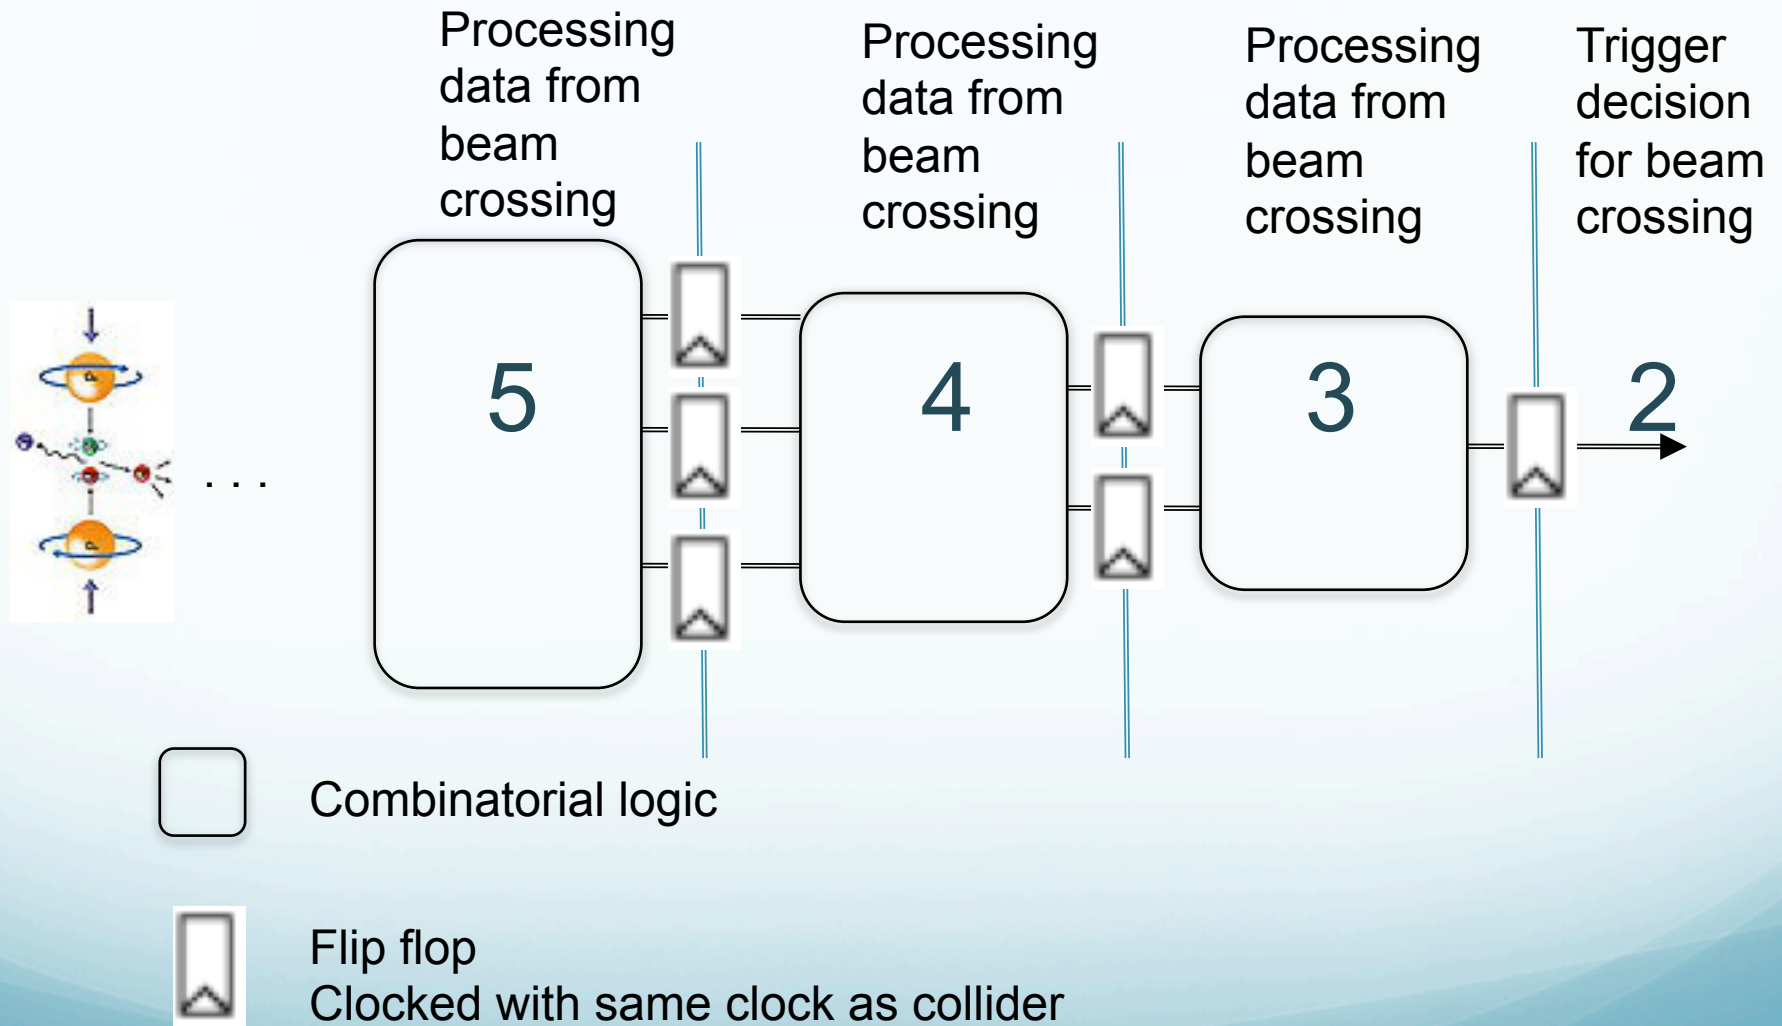 Processing
data from
beam
crossing
Processing
data from
beam
crossing
Processing
data from
beam
crossing
Trigger
decision
for beam
crossing
5
4
3
2
. . .
Combinatorial logic
Flip flop
Clocked with same clock as collider